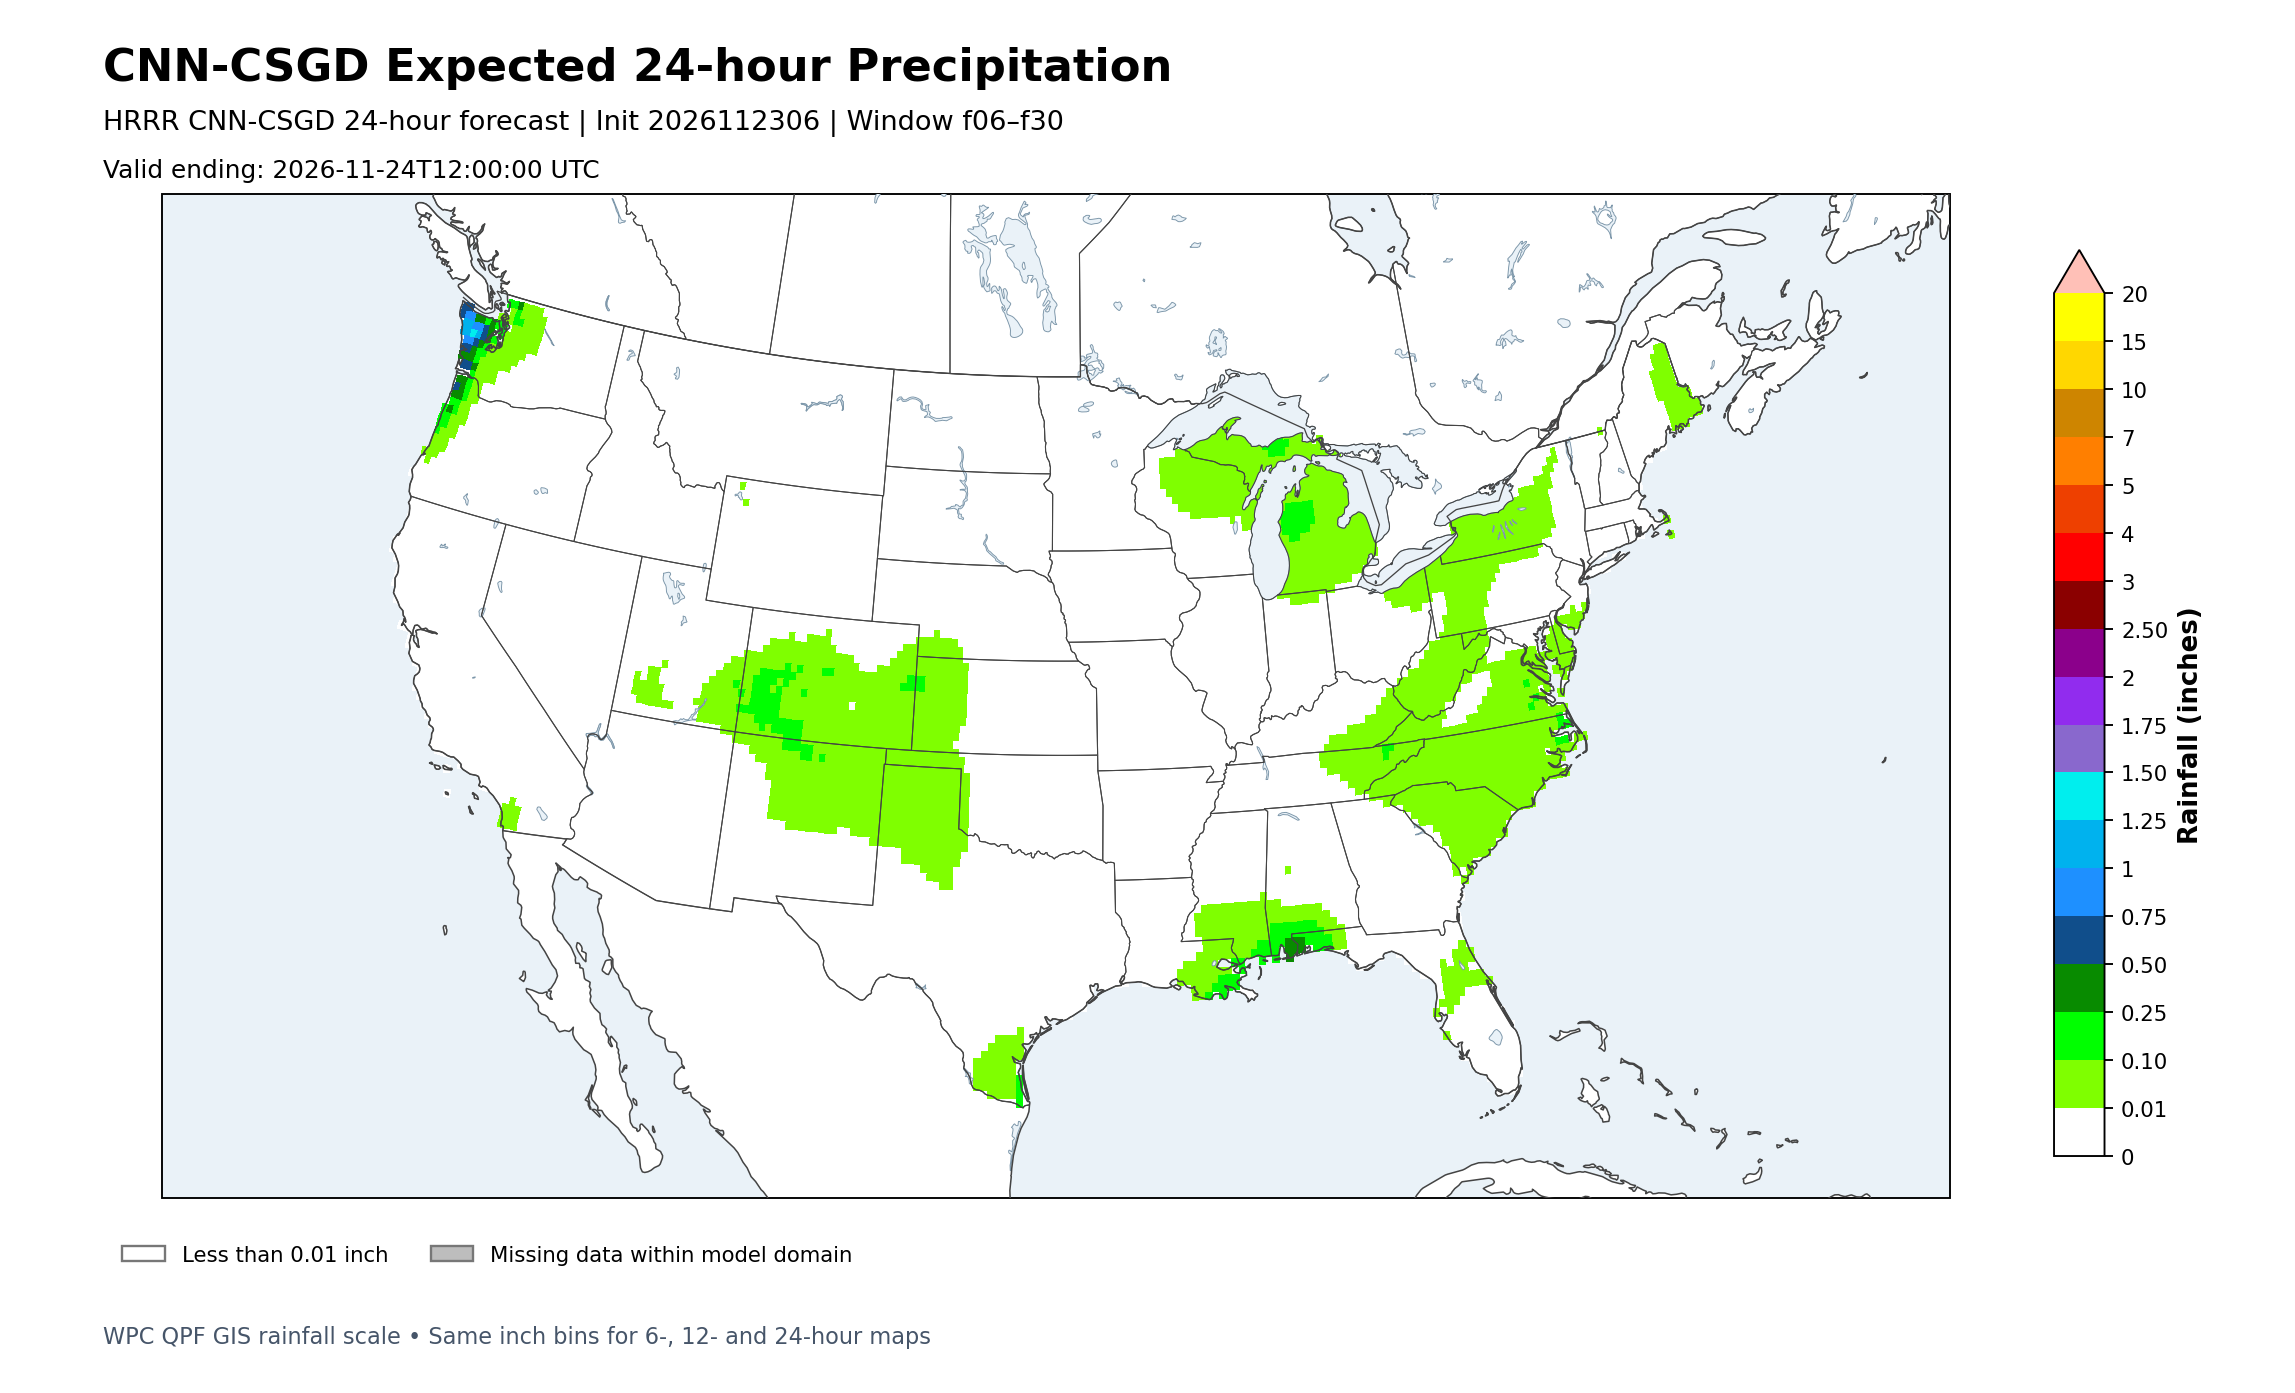 CNN-CSGD Expected 24-hour Precipitation
HRRR CNN-CSGD 24-hour forecast | Init 2026112306 | Window f06–f30
Valid ending: 2026-11-24T12:00:00 UTC
20
15
10
7
5
4
3
2.50
2
1.75
1.50
1.25
1
0.75
0.50
0.25
0.10
0.01
0
Rainfall (inches)
Less than 0.01 inch
Missing data within model domain
WPC QPF GIS rainfall scale • Same inch bins for 6-, 12- and 24-hour maps